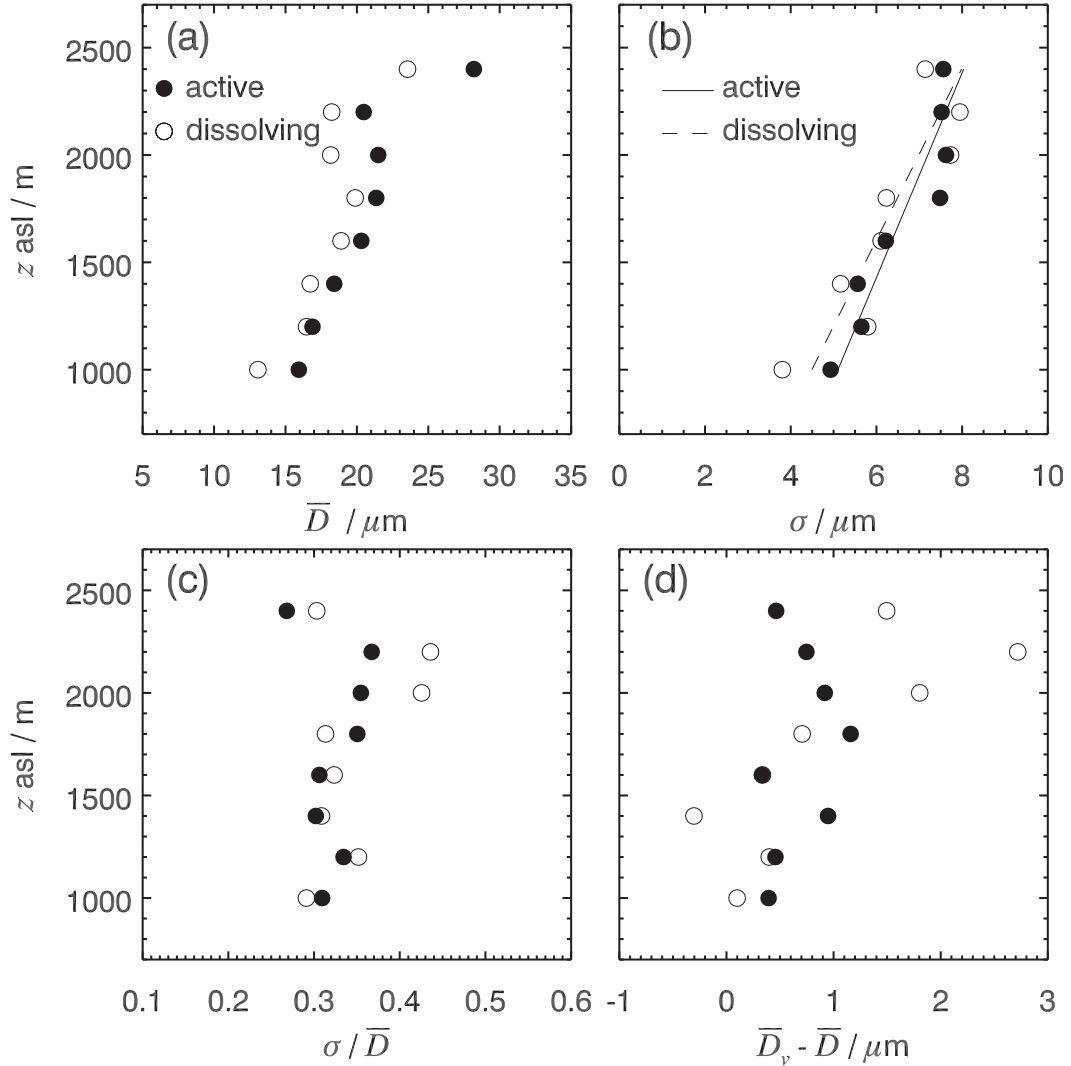 (a)
active
dissolving
2500
2000
1500
1000
z asl / m
5 10 15 20 25 30 35
D̅ / μm
(b)
active
dissolving
0 2 4 6 8 10
σ / μm
(c)
2500
2000
1500
1000
z asl / m
0.1 0.2 0.3 0.4 0.5 0.6
σ / D̅
(d)
-1 0 1 2 3
D̅ᵥ - D̅ / μm